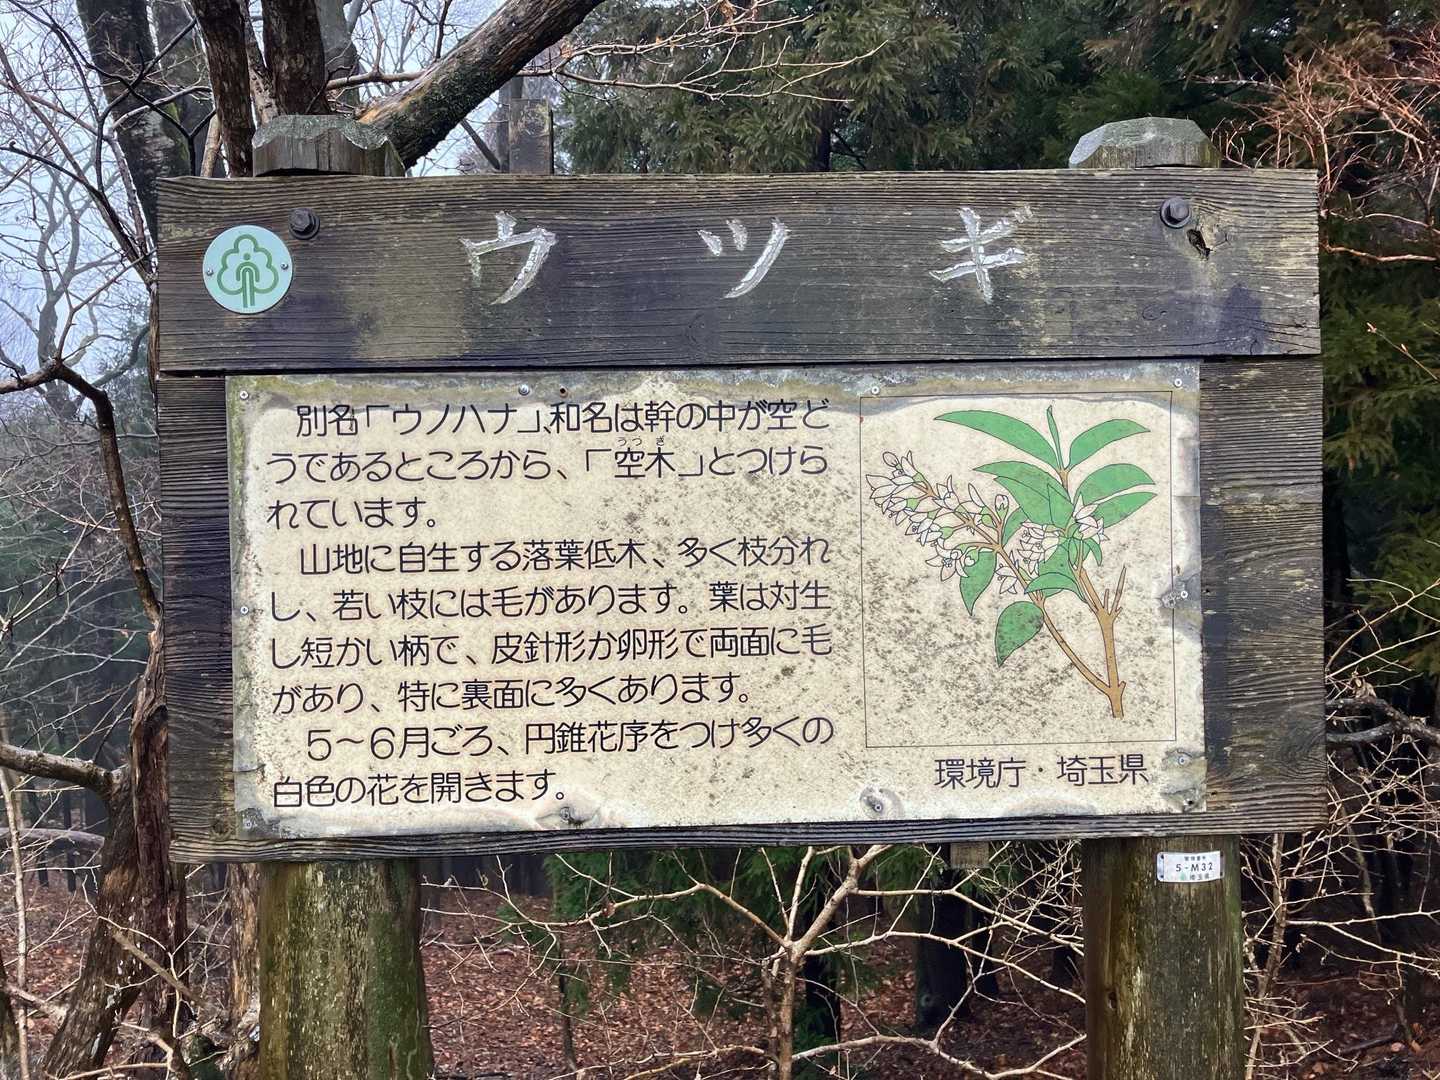 ウツギ
別名「ウノハナ」、和名は幹の中が空ど
うつ ぎ
うであるところから、「空木」とつけら
れています。
山地に自生する落葉低木、多く枝分れ
し、若い枝には毛があります。葉は対生
し短かい柄で、皮針形か卵形で両面に毛
があり、特に裏面に多くあります。
5〜6月ごろ、円錐花序をつけ多くの
白色の花を開きます。
環境庁・埼玉県
5-M32
埼玉県